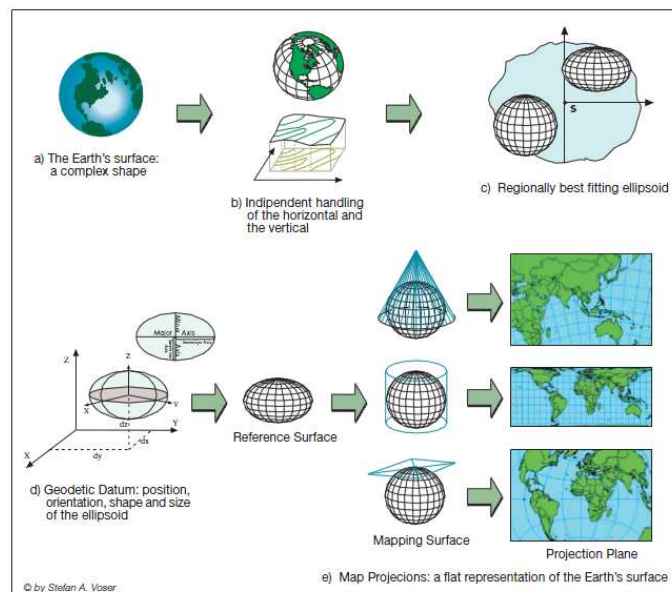 a) The Earth's surface:
a complex shape
b) Indipendent handling
of the horizontal and
the vertical
S
c) Regionally best fitting ellipsoid
Z
X
Y
Major Axis
Minor Axis
Z
X
Y
dz
dx
dy
d) Geodetic Datum: position,
orientation, shape and size
of the ellipsoid
Reference Surface
Mapping Surface
Projection Plane
e) Map Projecions: a flat representation of the Earth's surface
© by Stefan A. Voser